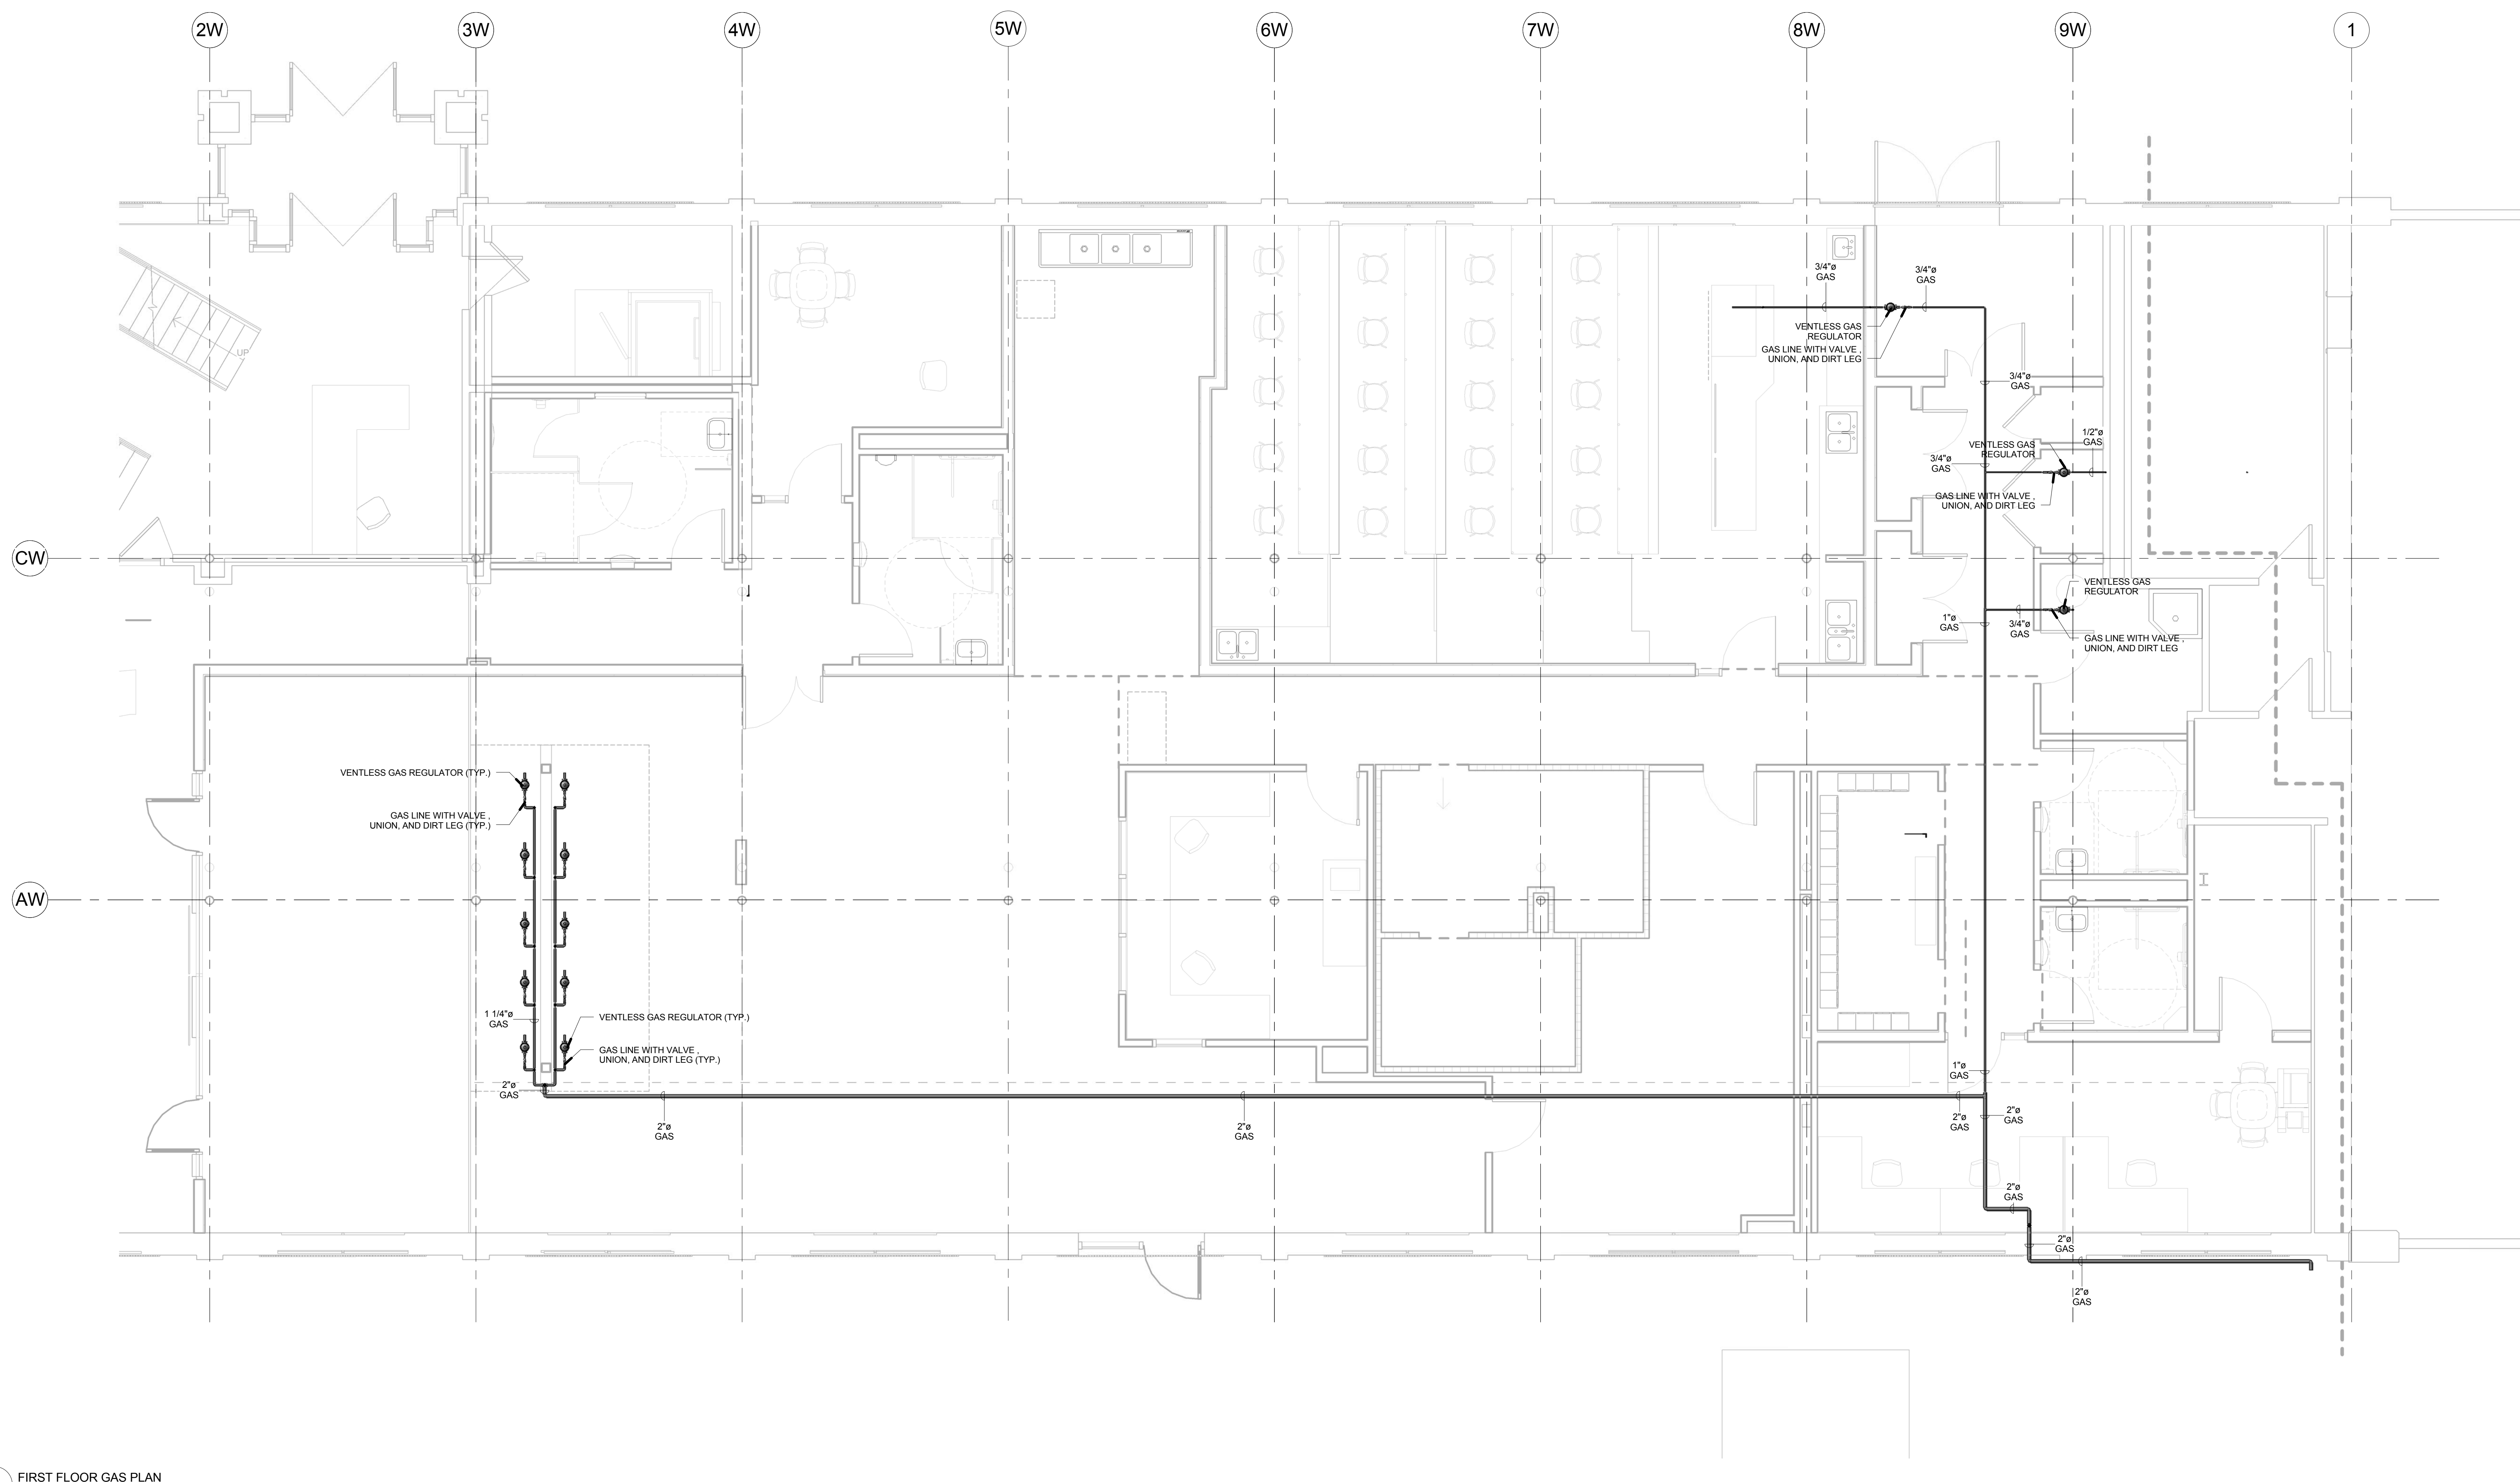 2W
3W
4W
5W
6W
7W
8W
9W
1
UP
3/4"ø
GAS
3/4"ø
GAS
VENTLESS GAS
REGULATOR
GAS LINE WITH VALVE ,
UNION, AND DIRT LEG
3/4"ø
GAS
1/2"ø
GAS
VENTLESS GAS
REGULATOR
3/4"ø
GAS
GAS LINE WITH VALVE ,
UNION, AND DIRT LEG
CW
VENTLESS GAS
REGULATOR
1"ø
GAS
3/4"ø
GAS
GAS LINE WITH VALVE ,
UNION, AND DIRT LEG
VENTLESS GAS REGULATOR (TYP.)
GAS LINE WITH VALVE ,
UNION, AND DIRT LEG (TYP.)
AW
1 1/4"ø
GAS
VENTLESS GAS REGULATOR (TYP.)
GAS LINE WITH VALVE ,
UNION, AND DIRT LEG (TYP.)
1"ø
GAS
2"ø
GAS
2"ø
GAS
2"ø
GAS
2"ø
GAS
2"ø
GAS
2"ø
GAS
2"ø
GAS
2"ø
GAS
FIRST FLOOR GAS PLAN